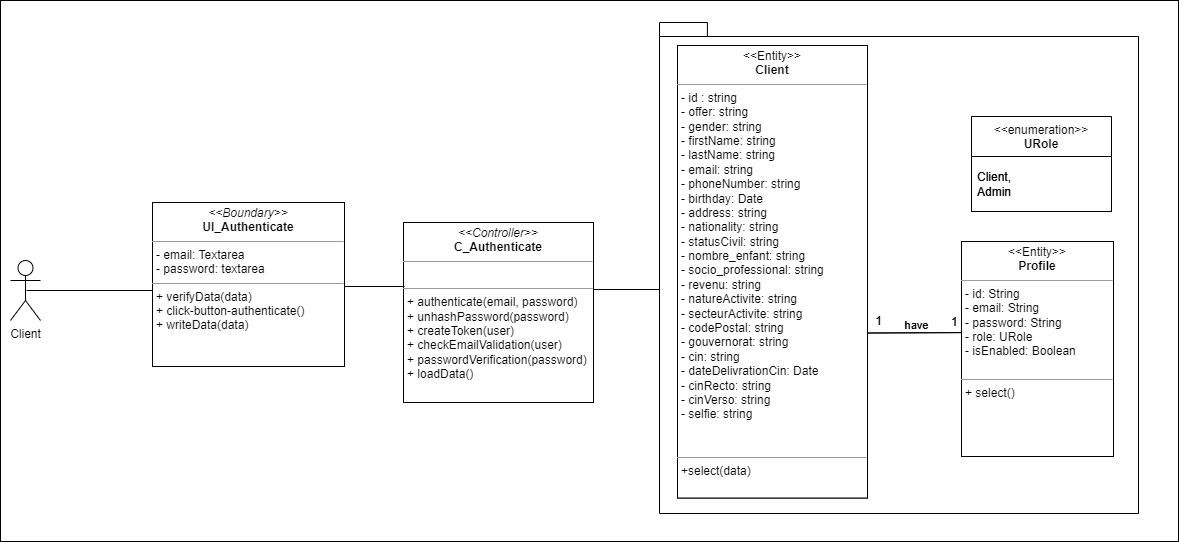 Client
<<Boundary>>
UI_Authenticate
- email: Textarea
- password: textarea
+ verifyData(data)
+ click-button-authenticate()
+ writeData(data)
<<Controller>>
C_Authenticate
+ authenticate(email, password)
+ unhashPassword(password)
+ createToken(user)
+ checkEmailValidation(user)
+ passwordVerification(password)
+ loadData()
<<Entity>>
Client
- id : string
- offer: string
- gender: string
- firstName: string
- lastName: string
- email: string
- phoneNumber: string
- birthday: Date
- address: string
- nationality: string
- statusCivil: string
- nombre_enfant: string
- socio_professional: string
- revenu: string
- natureActivite: string
- secteurActivite: string
- codePostal: string
- gouvernorat: string
- cin: string
- dateDelivrationCin: Date
- cinRecto: string
- cinVerso: string
- selfie: string
+select(data)
1 have 1
<<enumeration>>
URole
Client,
Admin
<<Entity>>
Profile
- id: String
- email: String
- password: String
- role: URole
- isEnabled: Boolean
+ select()